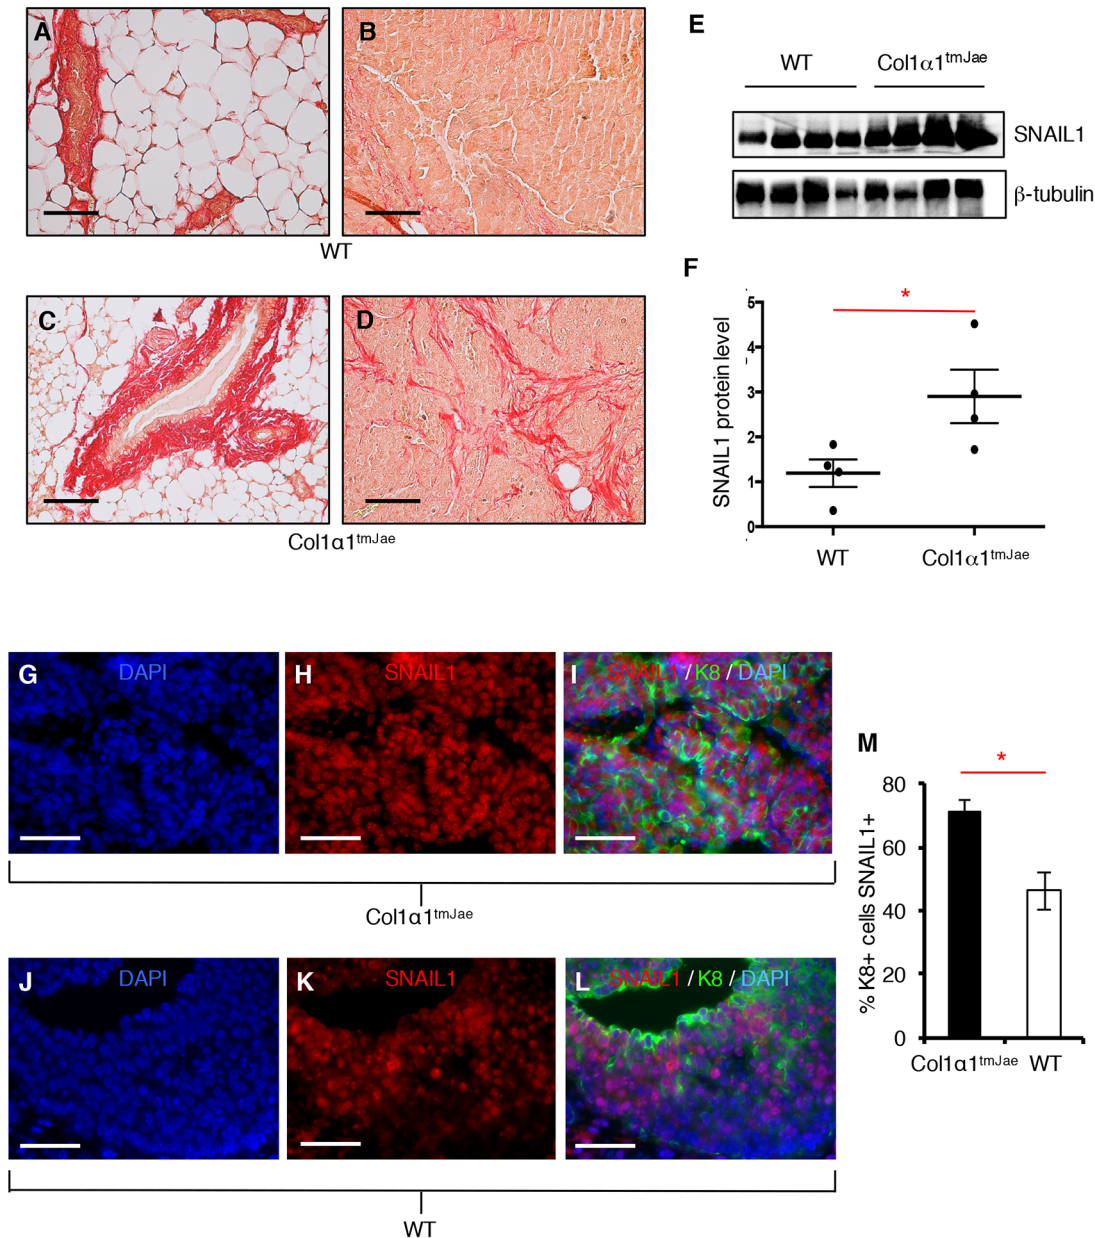 A
B
WT
C
D
Col1α1tmJae
E
WT
Col1α1tmJae
SNAIL1
β-tubulin
F
*
SNAIL1 protein level
5
4
3
2
1
0
WT
Col1α1tmJae
G
DAPI
H
SNAIL1
I
SNAIL1 / K8 / DAPI
Col1α1tmJae
J
DAPI
K
SNAIL1
L
SNAIL1 / K8 / DAPI
WT
M
*
% K8+ cells SNAIL1+
80
60
40
20
0
Col1α1tmJae
WT